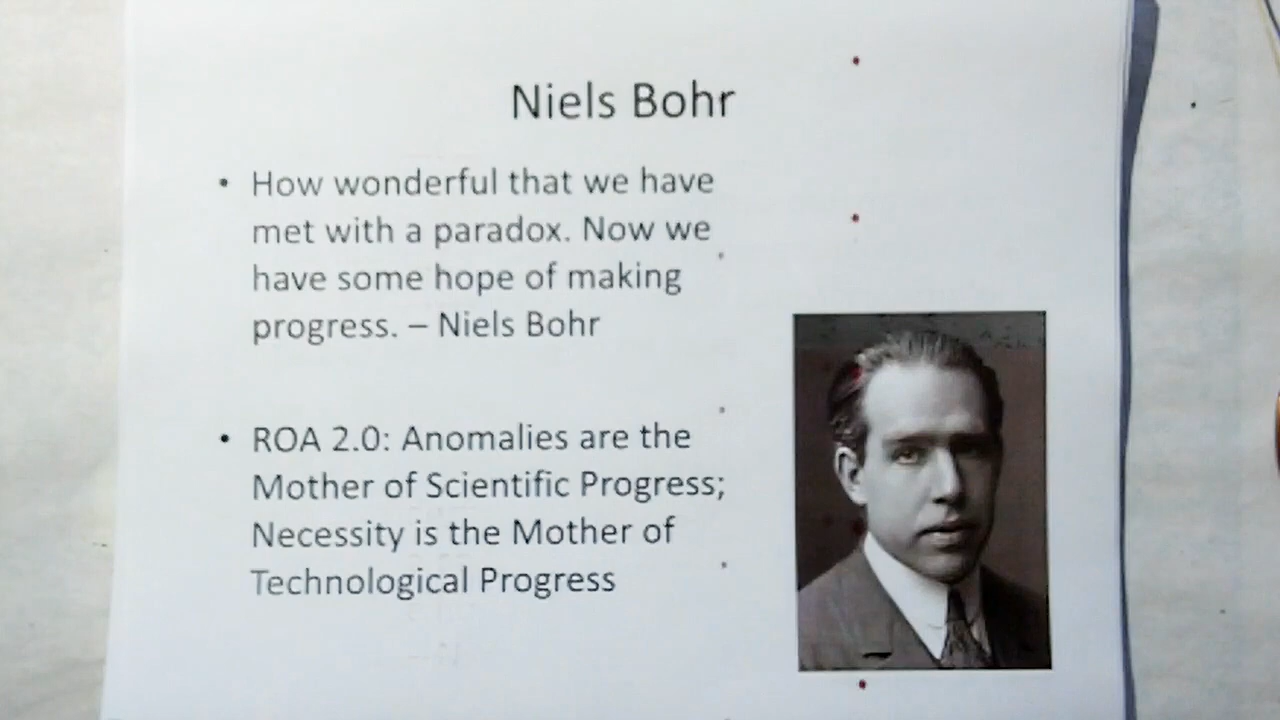 Niels Bohr
• How wonderful that we have
met with a paradox. Now we
have some hope of making
progress. – Niels Bohr
• ROA 2.0: Anomalies are the
Mother of Scientific Progress;
Necessity is the Mother of
Technological Progress